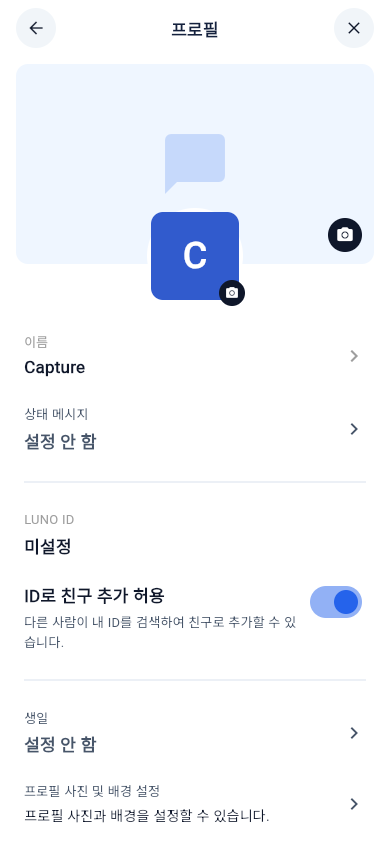 프로필
C
이름
Capture
상태 메시지
설정 안 함
LUNO ID
미설정
ID로 친구 추가 허용
다른 사람이 내 ID를 검색하여 친구로 추가할 수 있
습니다.
생일
설정 안 함
프로필 사진 및 배경 설정
프로필 사진과 배경을 설정할 수 있습니다.